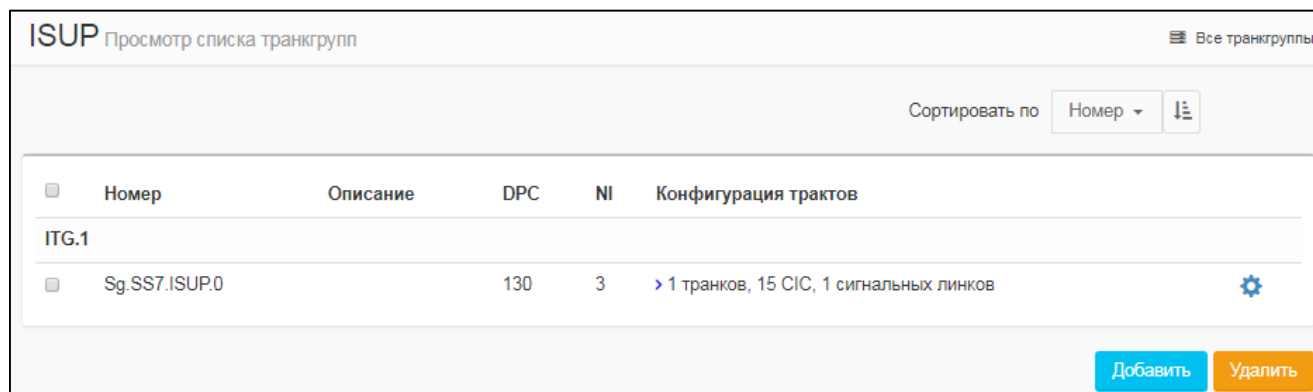 ISUP Просмотр списка транкгрупп Все транкгруппы
Сортировать по Номер
Номер Описание DPC NI Конфигурация трактов
ITG.1
Sg.SS7.ISUP.0 130 3 1 транков, 15 CIC, 1 сигнальных линков
Добавить Удалить